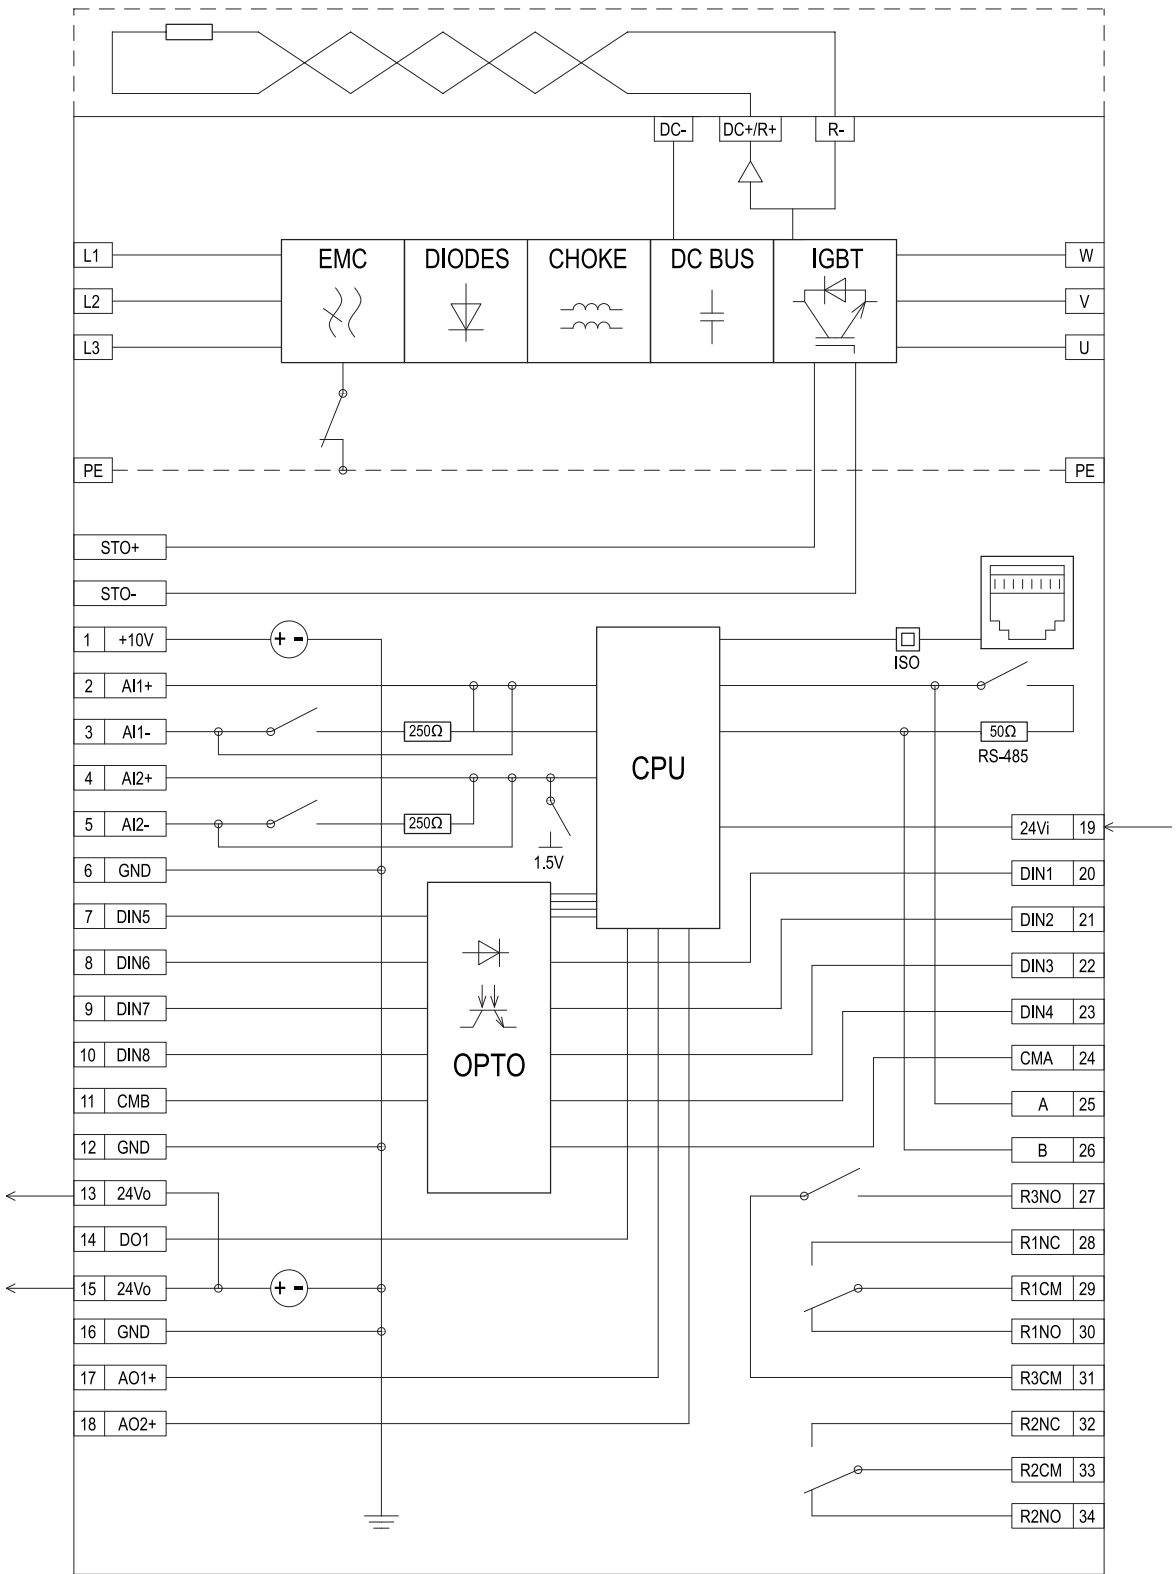 DC- DC+/R+ R-
L1 EMC DIODES CHOKE DC BUS IGBT W
L2 V
L3 U
PE PE
STO+
STO-
1 +10V + -
ISO
2 AI1+
3 AI1- 250Ω 50Ω
RS-485
CPU
4 AI2+
5 AI2- 250Ω 24Vi 19
1.5V
6 GND DIN1 20
7 DIN5 DIN2 21
8 DIN6 DIN3 22
9 DIN7 DIN4 23
10 DIN8 OPTO CMA 24
11 CMB A 25
12 GND B 26
13 24Vo R3NO 27
14 DO1 R1NC 28
15 24Vo + - R1CM 29
16 GND R1NO 30
17 AO1+ R3CM 31
18 AO2+ R2NC 32
R2CM 33
R2NO 34